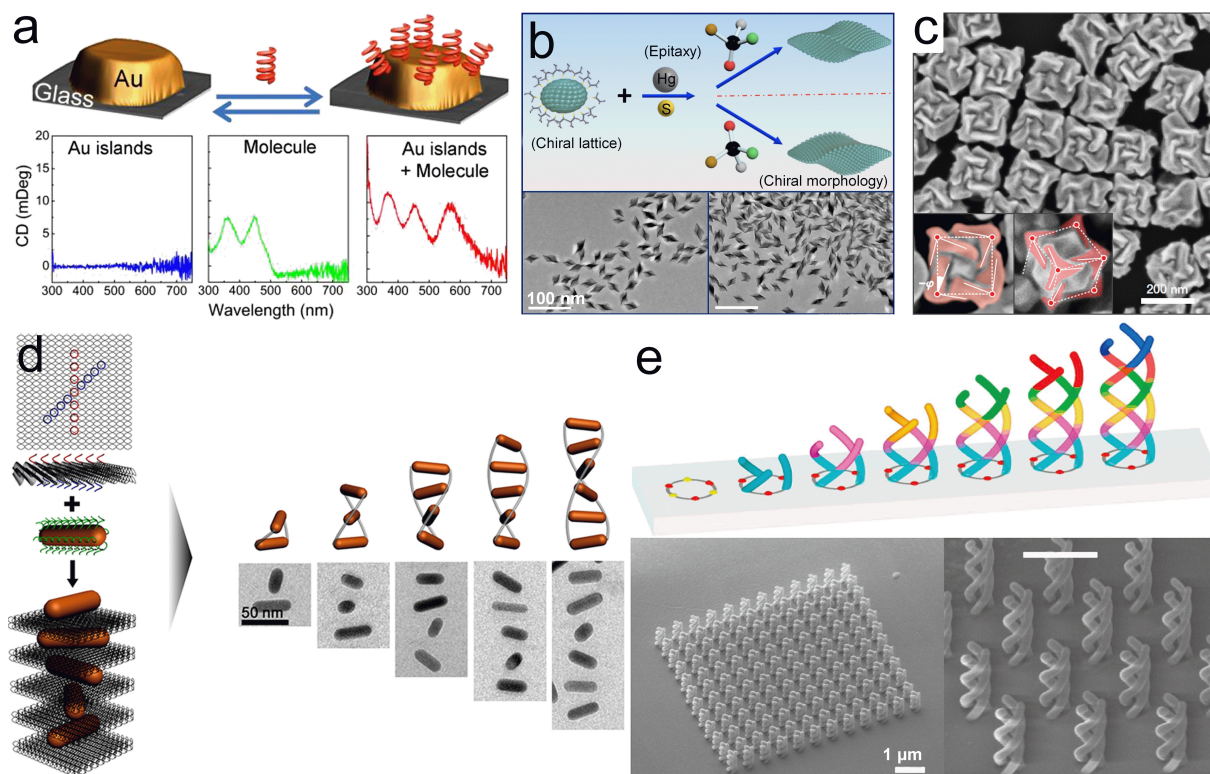 a
Au
Glass
CD (mDeg)
20
15
10
5
0
Au islands
Molecule
Au islands
+ Molecule
300 400 500 600 700
300 400 500 600 700
300 400 500 600 700
Wavelength (nm)
b
(Epitaxy)
Hg
+
S
(Chiral lattice)
(Chiral morphology)
100 nm
c
-φ
200 nm
d
+
50 nm
e
1 μm